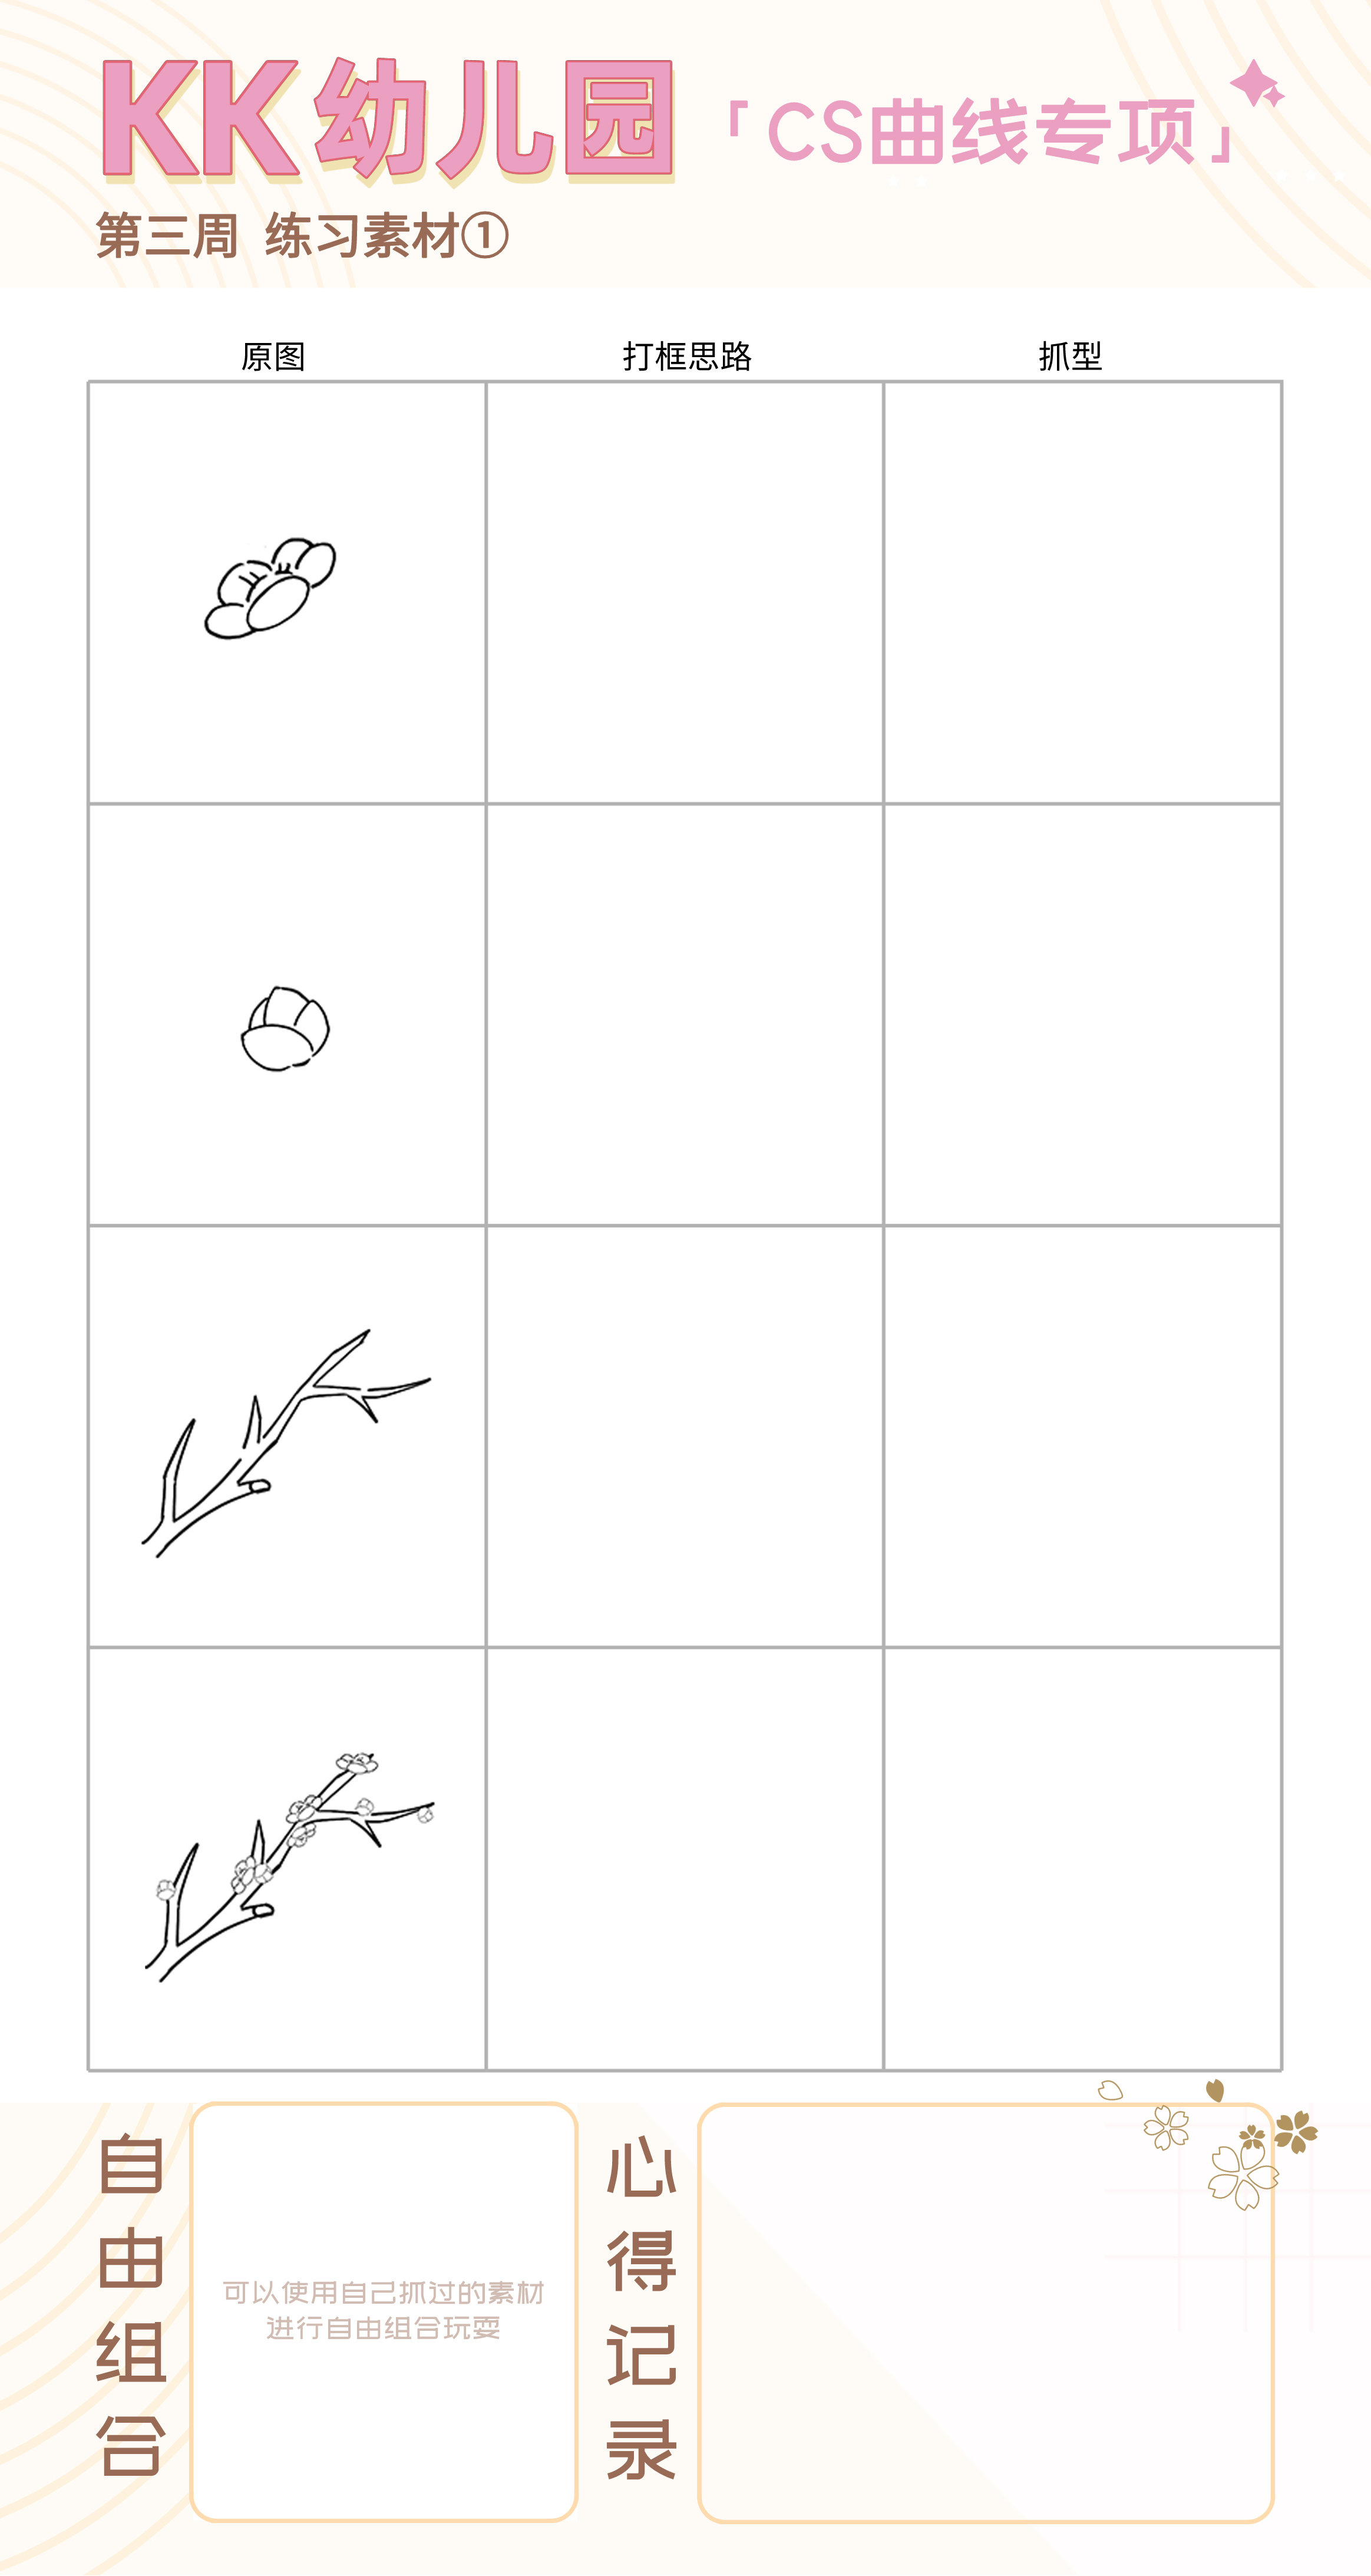 KK幼儿园「CS曲线专项」
第三周 练习素材①
原图 打框思路 抓型
自由组合
可以使用自己抓过的素材
进行自由组合玩耍
心得记录